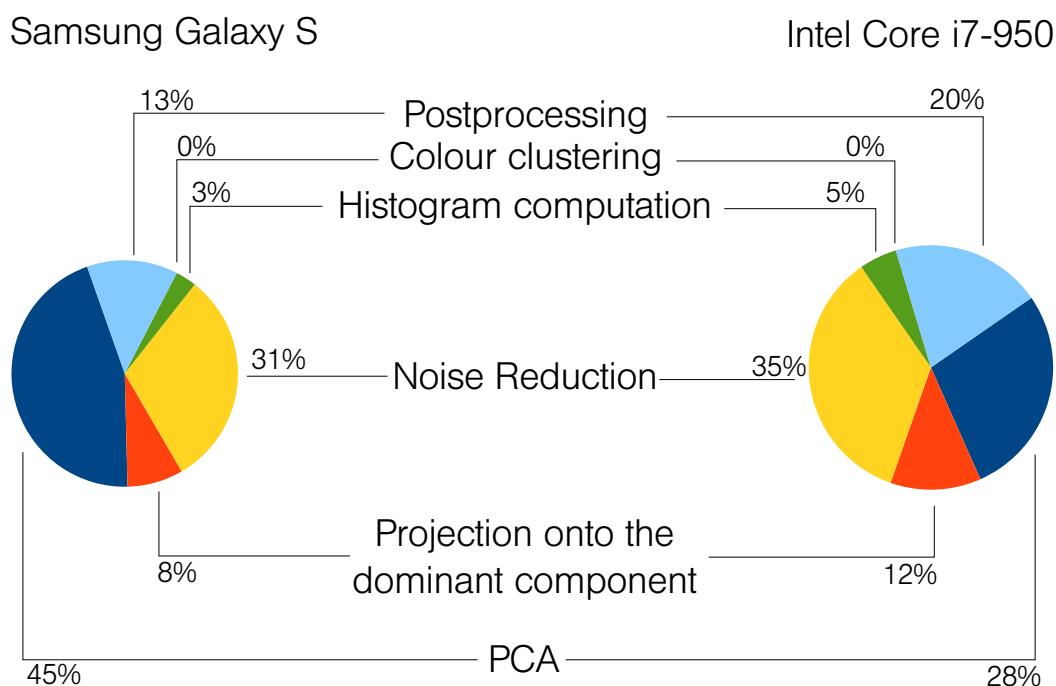 Samsung Galaxy S
Intel Core i7-950
13%
Postprocessing
20%
0%
Colour clustering
0%
3%
Histogram computation
5%
31%
Noise Reduction
35%
Projection onto the
dominant component
8%
12%
PCA
45%
28%